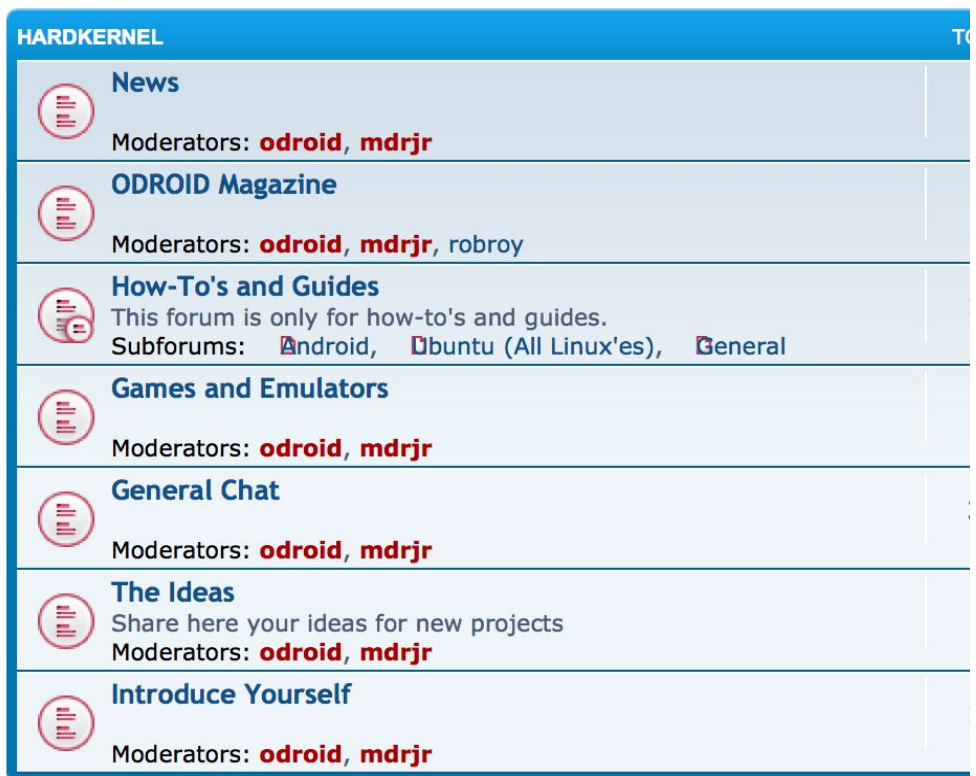 HARDKERNEL
News
Moderators: odroid, mdrjr
ODROID Magazine
Moderators: odroid, mdrjr, robroy
How-To's and Guides
This forum is only for how-to's and guides.
Subforums: Android, Ubuntu (All Linux'es), General
Games and Emulators
Moderators: odroid, mdrjr
General Chat
Moderators: odroid, mdrjr
The Ideas
Share here your ideas for new projects
Moderators: odroid, mdrjr
Introduce Yourself
Moderators: odroid, mdrjr